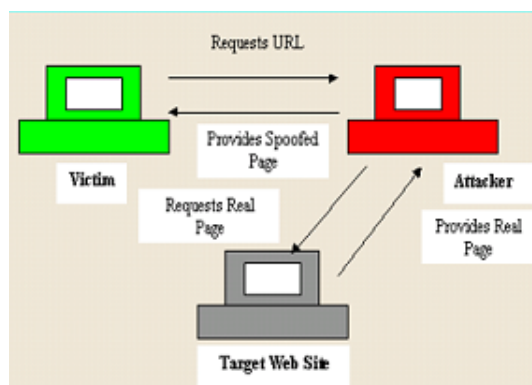 Requests URL
Provides Spoofed
Page
Victim
Attacker
Requests Real
Page
Provides Real
Page
Target Web Site